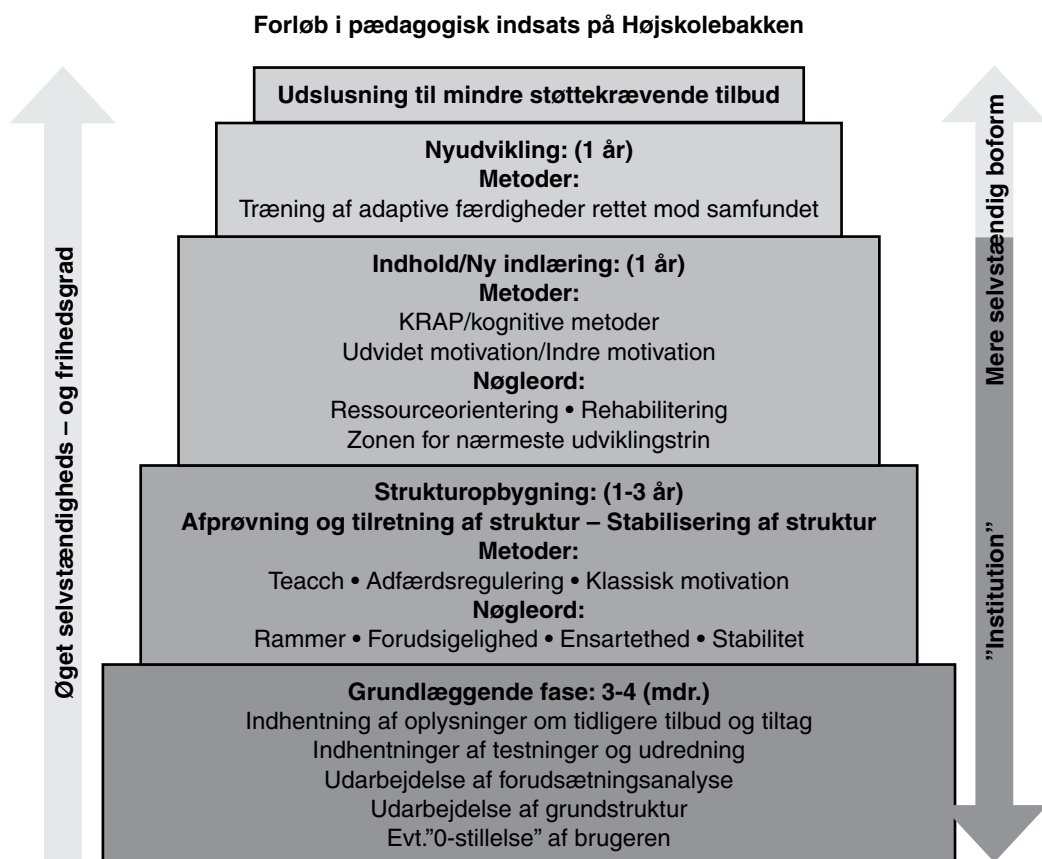 Forløb i pædagogisk indsats på Højskolebakken
Udslusning til mindre støttekrævende tilbud
Nyudvikling: (1 år)
Metoder:
Træning af adaptive færdigheder rettet mod samfundet
Indhold/Ny indlæring: (1 år)
Metoder:
KRAP/kognitive metoder
Udvidet motivation/Indre motivation
Nøgleord:
Ressourceorientering • Rehabilitering
Zonen for nærmeste udviklingstrin
Strukturopbygning: (1-3 år)
Afprøvning og tilretning af struktur – Stabilisering af struktur
Metoder:
Teacch • Adfærdsregulering • Klassisk motivation
Nøgleord:
Rammer • Forudsigelighed • Ensartethed • Stabilitet
Grundlæggende fase: 3-4 (mdr.)
Indhentning af oplysninger om tidligere tilbud og tiltag
Indhentninger af testninger og udredning
Udarbejdelse af forudsætningsanalyse
Udarbejdelse af grundstruktur
Evt."0-stillelse" af brugeren
Øget selvstændigheds – og frihedsgrad
Mere selvstændig boform
”Institution”